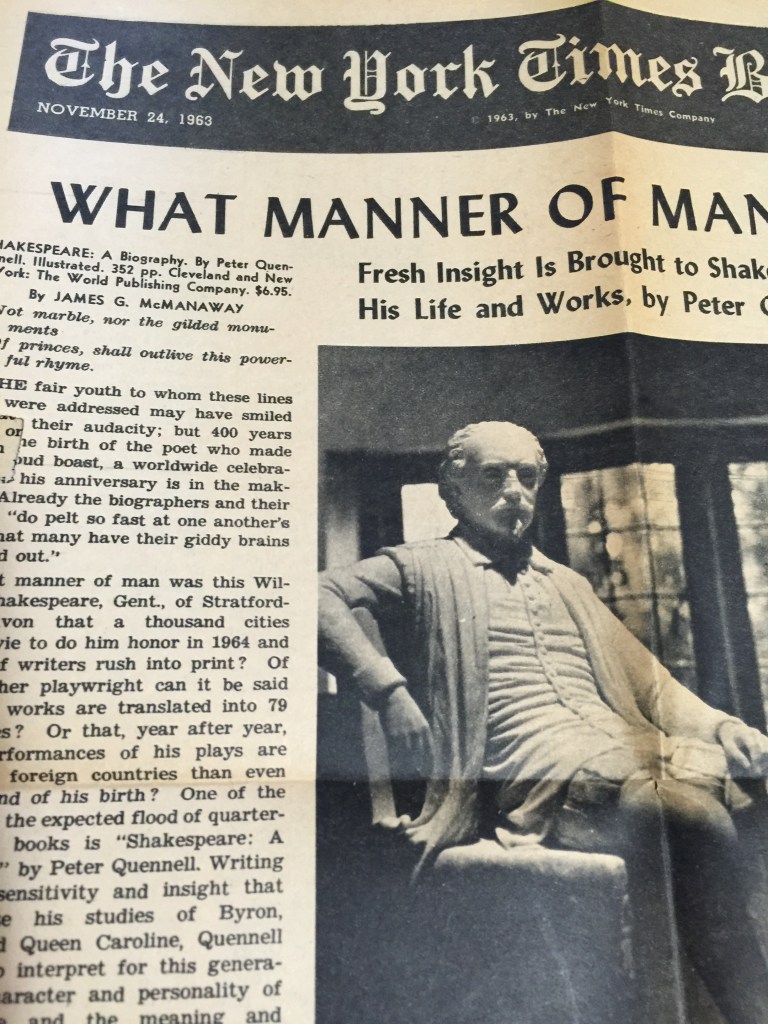 The New York Times B
NOVEMBER 24, 1963
© 1963, by The New York Times Company
WHAT MANNER OF MAN
HAKESPEARE: A Biography. By Peter Quen-
nell. Illustrated. 352 pp. Cleveland and New
York: The World Publishing Company. $6.95.
By JAMES G. McMANAWAY
Not marble, nor the gilded monu-
ments
Of princes, shall outlive this power-
ful rhyme.
HE fair youth to whom these lines
were addressed may have smiled
their audacity; but 400 years
he birth of the poet who made
oud boast, a worldwide celebra-
his anniversary is in the mak-
Already the biographers and their
"do pelt so fast at one another's
hat many have their giddy brains
d out."
t manner of man was this Wil-
hakespeare, Gent., of Stratford-
von that a thousand cities
vie to do him honor in 1964 and
f writers rush into print? Of
her playwright can it be said
works are translated into 79
s? Or that, year after year,
rformances of his plays are
foreign countries than even
nd of his birth? One of the
the expected flood of quarter-
books is "Shakespeare: A
" by Peter Quennell. Writing
sensitivity and insight that
e his studies of Byron,
d Queen Caroline, Quennell
o interpret for this genera-
aracter and personality of
e and the meaning and
or
Fresh Insight Is Brought to Shak
His Life and Works, by Peter